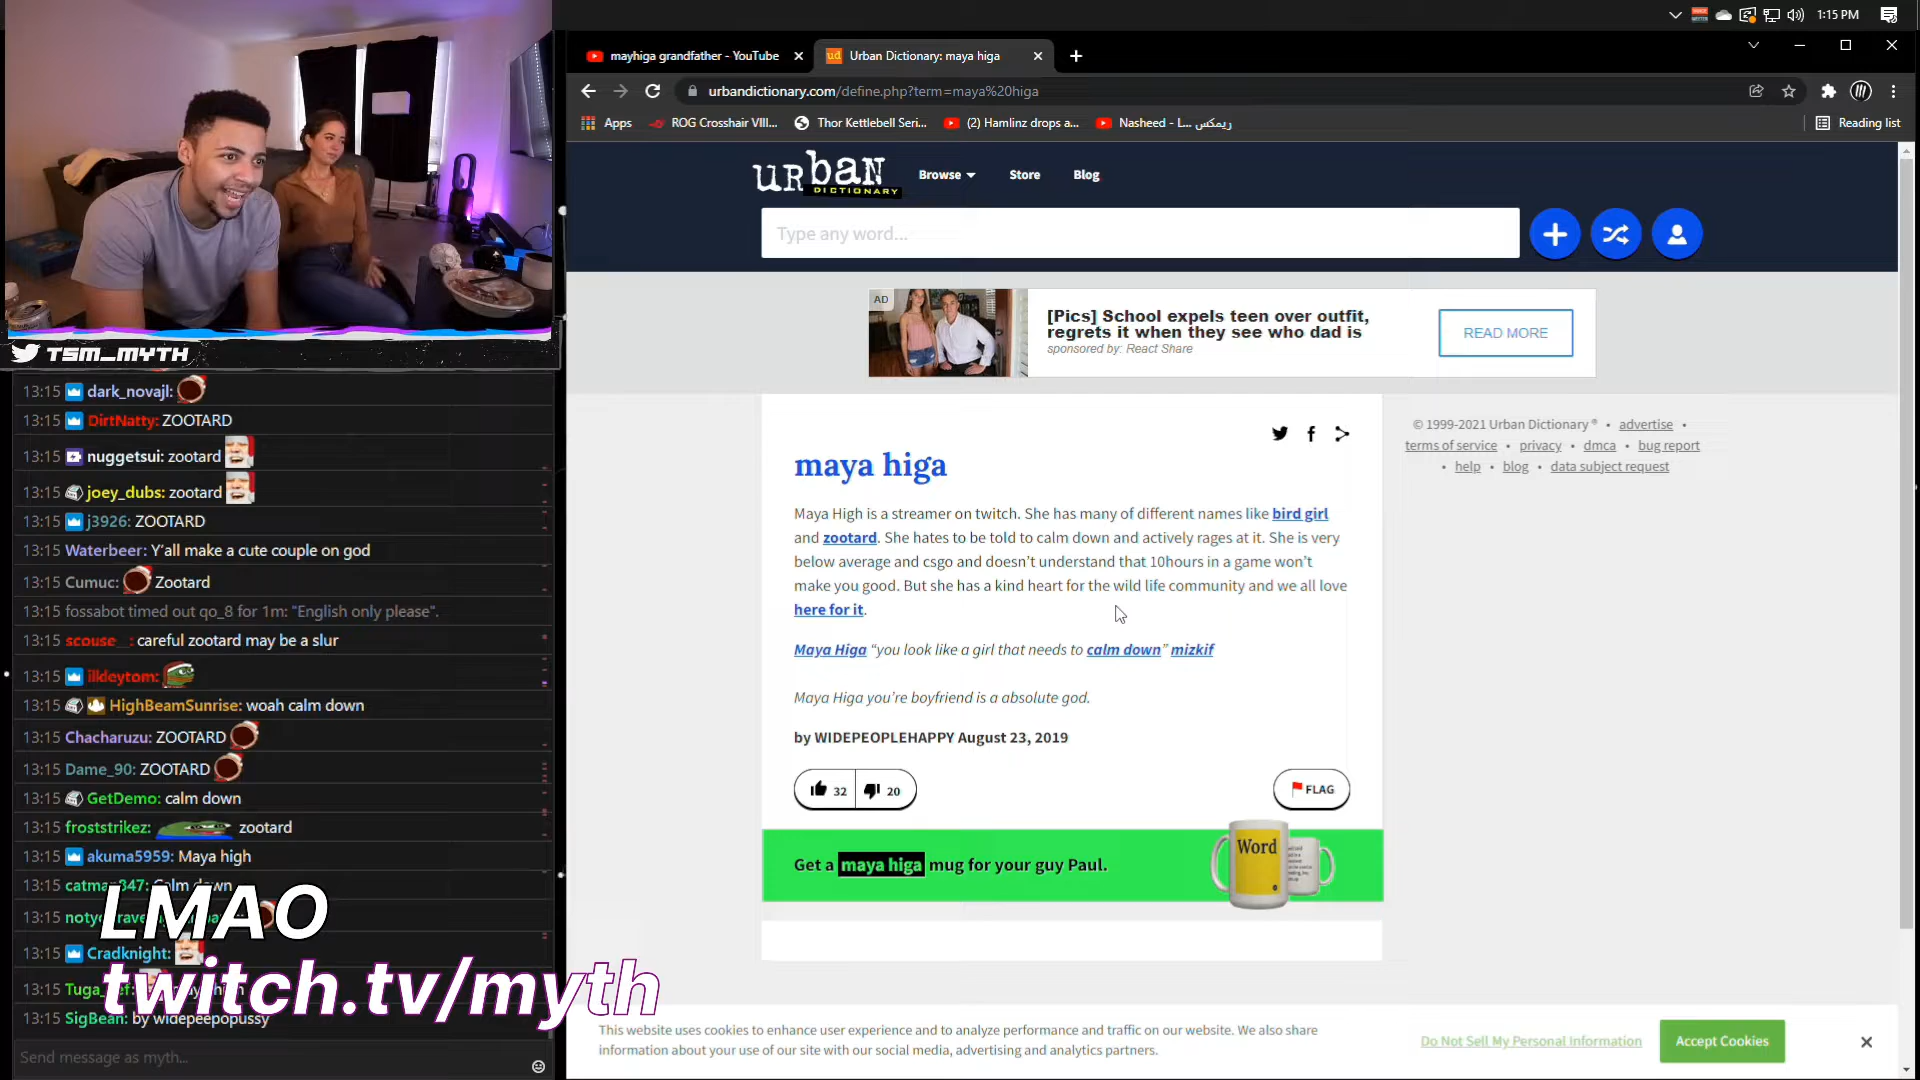 1:15 PM
mayhiga grandfather - YouTube
Urban Dictionary: maya higa
urbandictionary.com/define.php?term=maya%20higa
Apps
ROG Crosshair VIII...
Thor Kettlebell Seri...
(2) Hamlinz drops a...
Nasheed - L... ريمكس
Reading list
urban
DICTIONARY
Browse
Store
Blog
Type any word...
AD
[Pics] School expels teen over outfit,
regrets it when they see who dad is
sponsored by: React Share
READ MORE
maya higa
Maya High is a streamer on twitch. She has many of different names like bird girl
and zootard. She hates to be told to calm down and actively rages at it. She is very
below average and csgo and doesn't understand that 10hours in a game won't
make you good. But she has a kind heart for the wild life community and we all love
here for it.
Maya Higa “you look like a girl that needs to calm down” mizkif
Maya Higa you're boyfriend is a absolute god.
by WIDEPEOPLEHAPPY August 23, 2019
32
20
FLAG
Get a maya higa mug for your guy Paul.
Word
© 1999-2021 Urban Dictionary ® • advertise •
terms of service • privacy • dmca • bug report
• help • blog • data subject request
This website uses cookies to enhance user experience and to analyze performance and traffic on our website. We also share
information about your use of our site with our social media, advertising and analytics partners.
Do Not Sell My Personal Information
Accept Cookies
TSM_MYTH
13:15 dark_novajl:
13:15 DirtNatty: ZOOTARD
13:15 nuggetsui: zootard
13:15 joey_dubs: zootard
13:15 j3926: ZOOTARD
13:15 Waterbeer: Y'all make a cute couple on god
13:15 Cumuc: Zootard
13:15 fossabot timed out qo_8 for 1m: "English only please".
13:15 scouse__: careful zootard may be a slur
13:15 illdeytom:
13:15 HighBeamSunrise: woah calm down
13:15 Chacharuzu: ZOOTARD
13:15 Dame_90: ZOOTARD
13:15 GetDemo: calm down
13:15 froststrikez: zootard
13:15 akuma5959: Maya high
13:15 Calm down
13:15
13:15 Cradknight:
13:15
13:15 SigBean: by widepeepopussy
LMAO
twitch.tv/myth
Send message as myth...